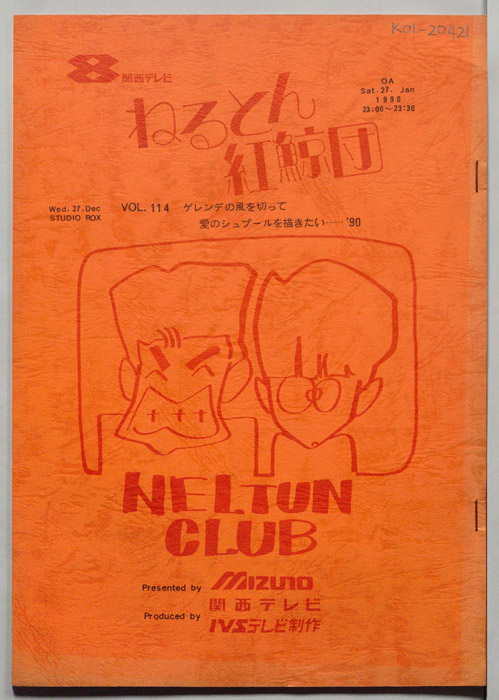 K01-20421
8 関西テレビ
OA
Sat.27. Jan
1990
23:00〜23:30
ねるとん
紅鯨団
Wed. 27.Dec
STUDIO ROX
VOL. 114 ゲレンデの風を切って
愛のシュプールを描きたい……'90
NELTUN
CLUB
Presented by MIZUNO
関西テレビ
Produced by IVSテレビ制作